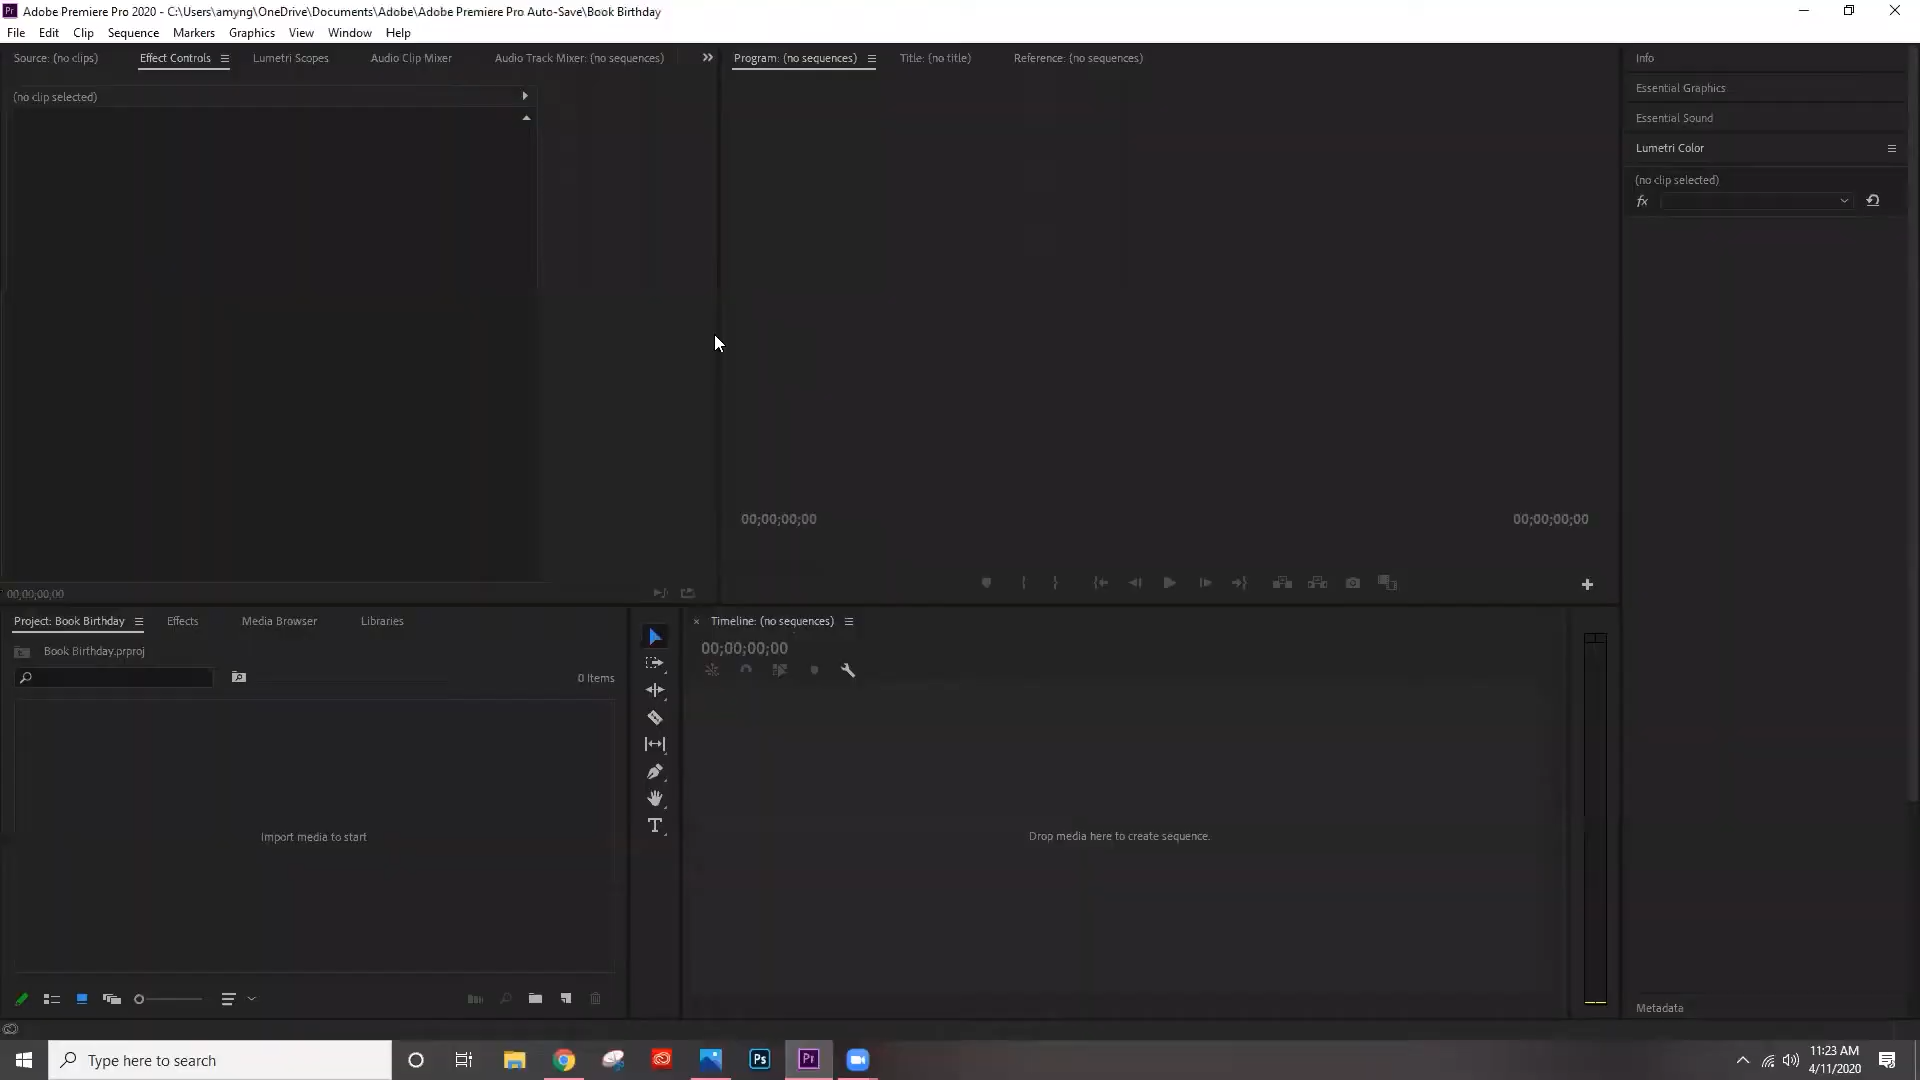 Pr Adobe Premiere Pro 2020 - C:\Users\amyng\OneDrive\Documents\Adobe\Adobe Premiere Pro Auto-Save\Book Birthday
File Edit Clip Sequence Markers Graphics View Window Help
Source: (no clips) Effect Controls Lumetri Scopes Audio Clip Mixer Audio Track Mixer: (no sequences)
(no clip selected)
00;00;00;00
Program: (no sequences) Title: (no title) Reference: (no sequences)
00;00;00;00 00;00;00;00
Info
Essential Graphics
Essential Sound
Lumetri Color
(no clip selected)
fx
Metadata
Project: Book Birthday Effects Media Browser Libraries
Book Birthday.prproj
0 Items
Import media to start
T
Timeline: (no sequences)
00;00;00;00
Drop media here to create sequence.
Type here to search
Ps
Pr
11:23 AM
4/11/2020